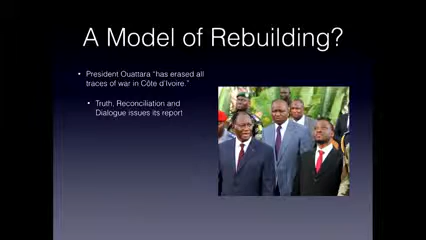 A Model of Rebuilding?
• President Ouattara "has erased all
traces of war in Côte d'Ivoire."
• Truth, Reconciliation and
Dialogue issues its report